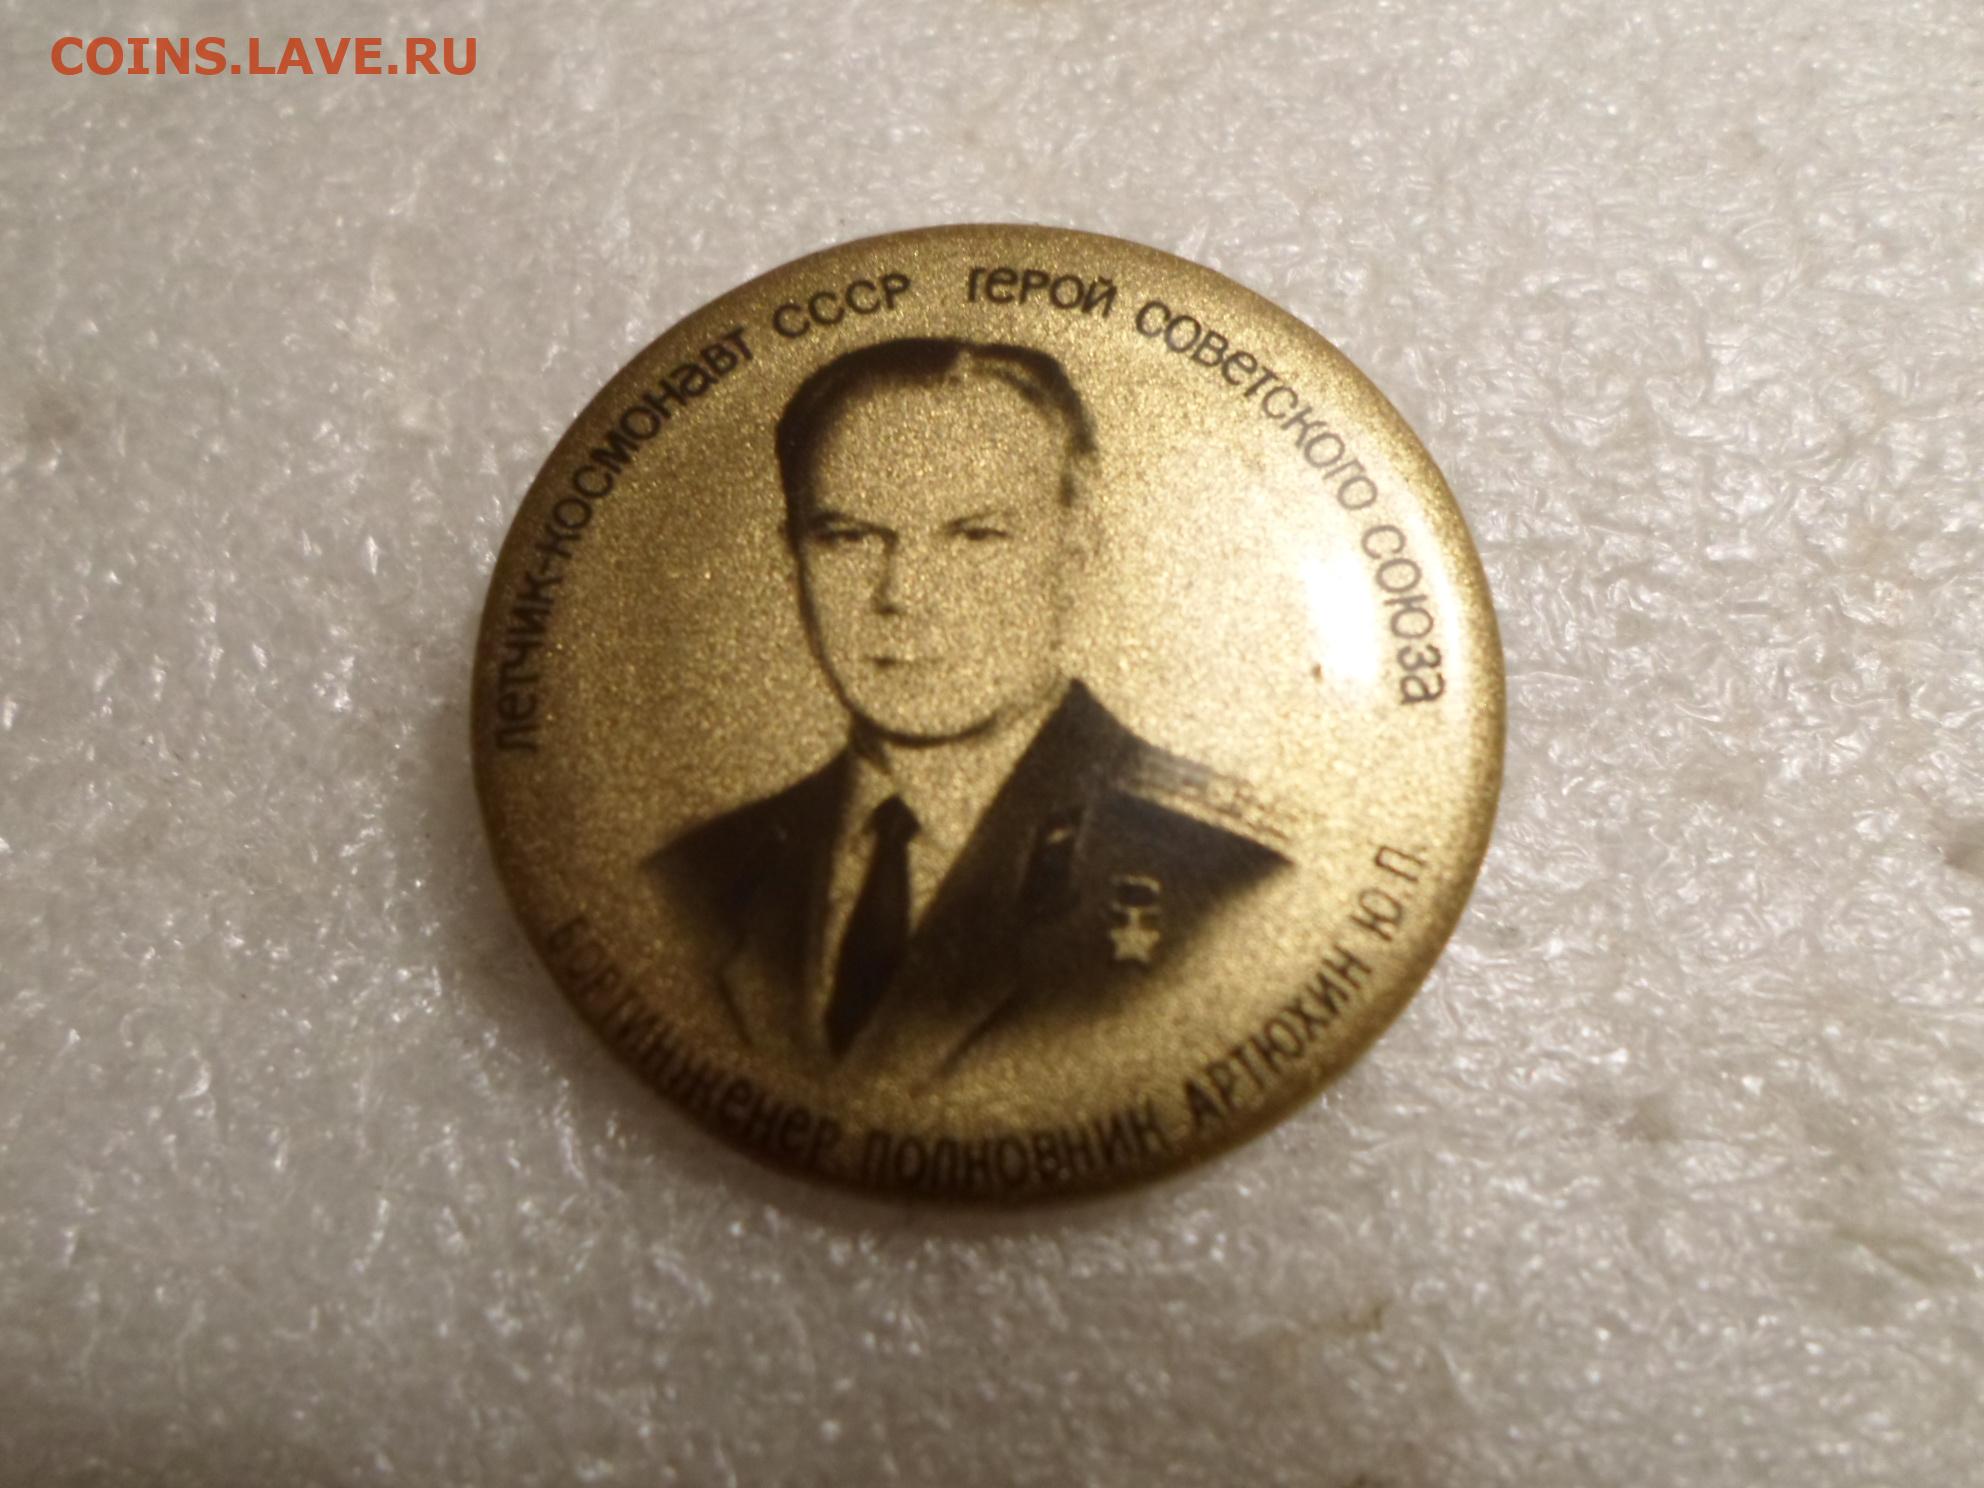 COINS.LAVE.RU
ЛЕТЧИК-КОСМОНАВТ СССР ГЕРОЙ СОВЕТСКОГО СОЮЗА
БОРТИНЖЕНЕР ПОЛКОВНИК АРТЮХИН Ю.П.